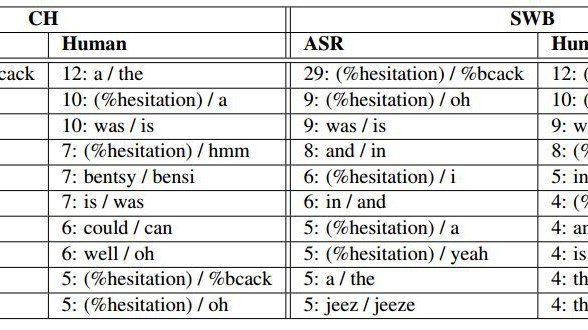 CH SWB
Human ASR Hum
cack 12: a / the 29: (%hesitation) / %bcack 12: (
10: (%hesitation) / a 9: (%hesitation) / oh 10: (
10: was / is 9: was / is 9: w
7: (%hesitation) / hmm 8: and / in 8: (%
7: bentsy / bensi 6: (%hesitation) / i 5: in
7: is / was 6: in / and 4: (%
6: could / can 5: (%hesitation) / a 4: an
6: well / oh 5: (%hesitation) / yeah 4: is
5: (%hesitation) / %bcack 5: a / the 4: th
5: (%hesitation) / oh 5: jeez / jeeze 4: th